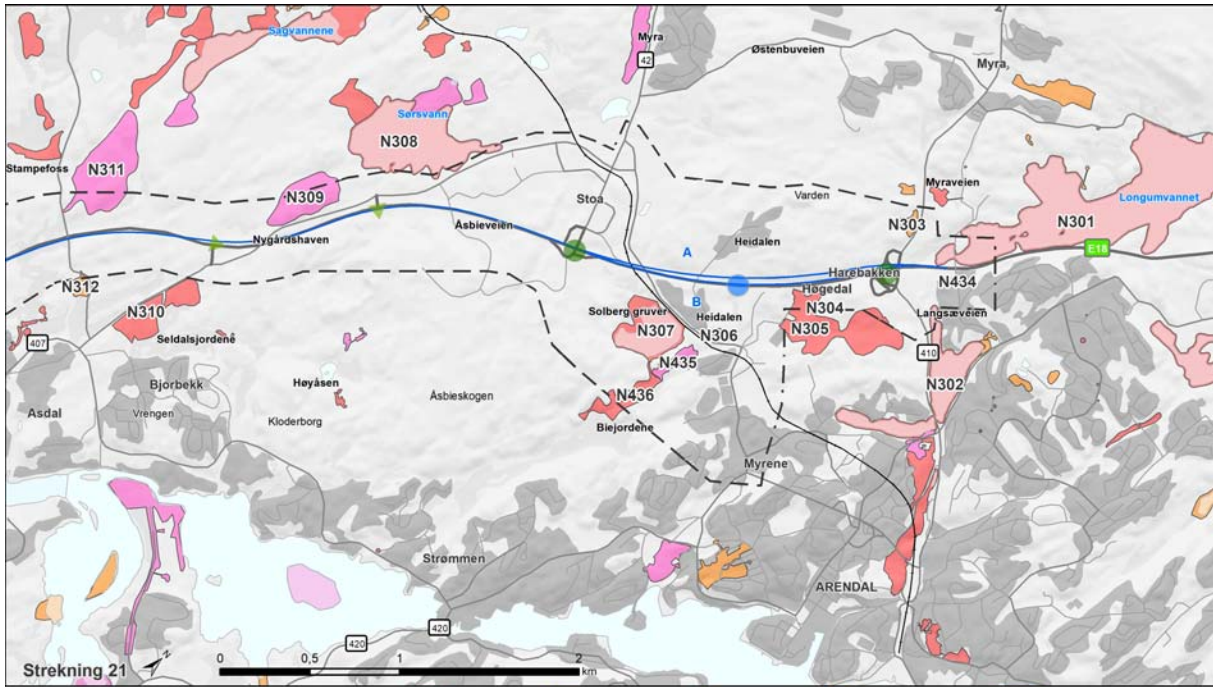 Sagvannene
Myra
42
Østenbuveien
Myra
Sørsvann
N308
Stampefoss
N311
N309
Myraveien
N301
Longumvannet
Varden
Stoa
N303
Nygårdshaven
Åsbieveien
Heidalen
A
E18
Harebakken
N434
N312
Høgedal
B
N310
Solberg gruver
Heidalen
N304
Langsæveien
N307
N306
N305
407
Seldalsjordene
410
N435
Bjorbekk
Høyåsen
N436
N302
Åsbieskogen
Asdal
Vrengen
Kloderborg
Biejordene
Myrene
Strømmen
ARENDAL
420
420
Strekning 21
N
0 0,5 1 2
km